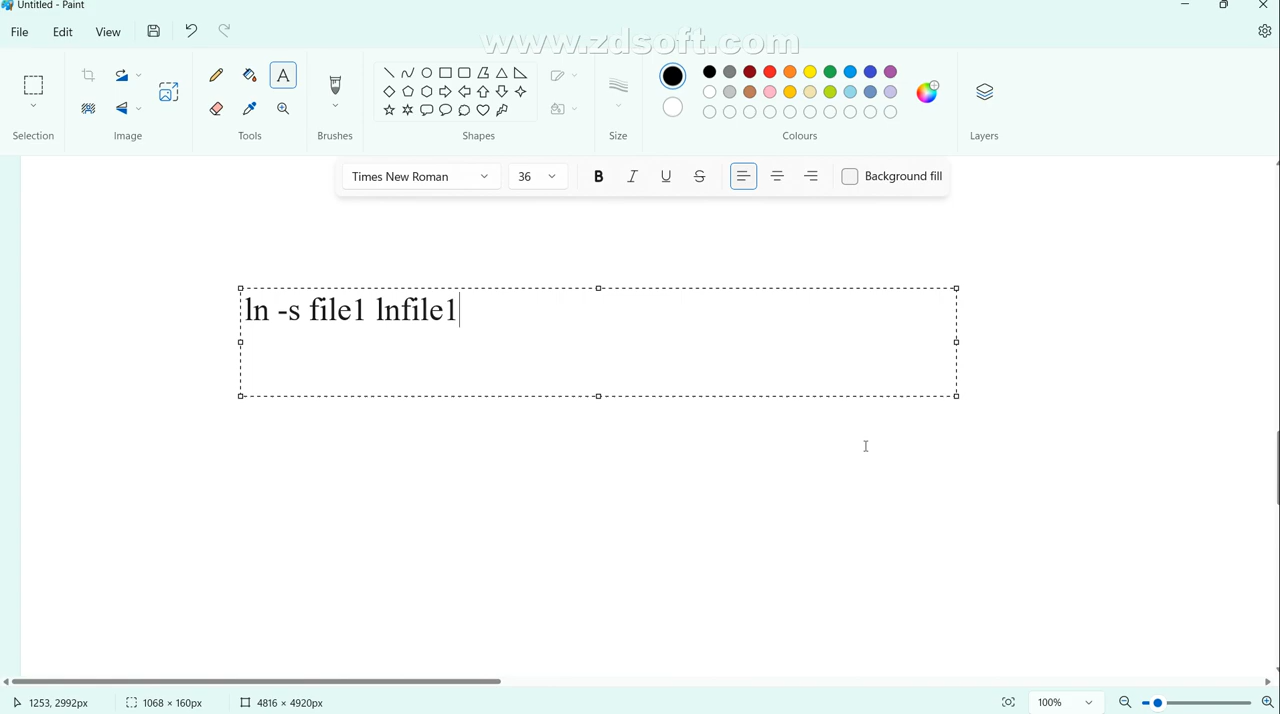 Untitled - Paint
www.zdsoft.com
File
Edit
View
Selection
Image
Tools
Brushes
Shapes
Size
Colours
Layers
Times New Roman
36
B
I
U
S
Background fill
ln -s file1 lnfile1
1253, 2992px
1068 × 160px
4816 × 4920px
100%